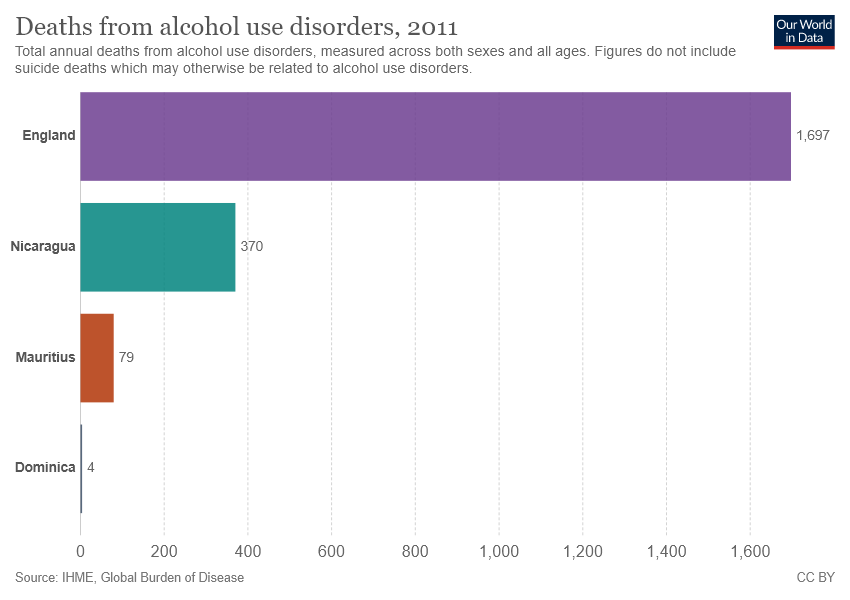 Deaths from alcohol use disorders, 2011
Our World
in Data
Total annual deaths from alcohol use disorders, measured across both sexes and all ages. Figures do not include
suicide deaths which may otherwise be related to alcohol use disorders.
England 1,697
Nicaragua 370
Mauritius 79
Dominica 4
0 200 400 600 800 1,000 1,200 1,400 1,600
Source: IHME, Global Burden of Disease CC BY